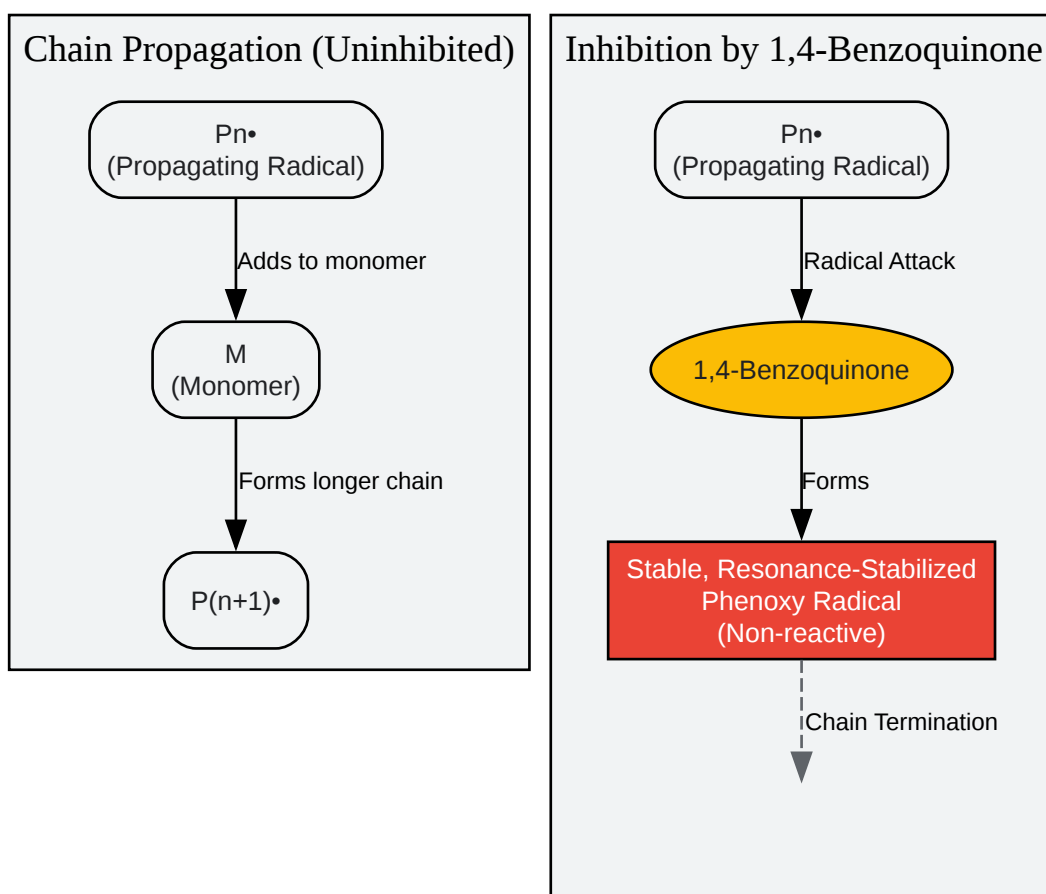 Chain Propagation (Uninhibited)
Pn•
(Propagating Radical)
Adds to monomer
M
(Monomer)
Forms longer chain
P(n+1)•
Inhibition by 1,4-Benzoquinone
Pn•
(Propagating Radical)
Radical Attack
1,4-Benzoquinone
Forms
Stable, Resonance-Stabilized
Phenoxy Radical
(Non-reactive)
Chain Termination